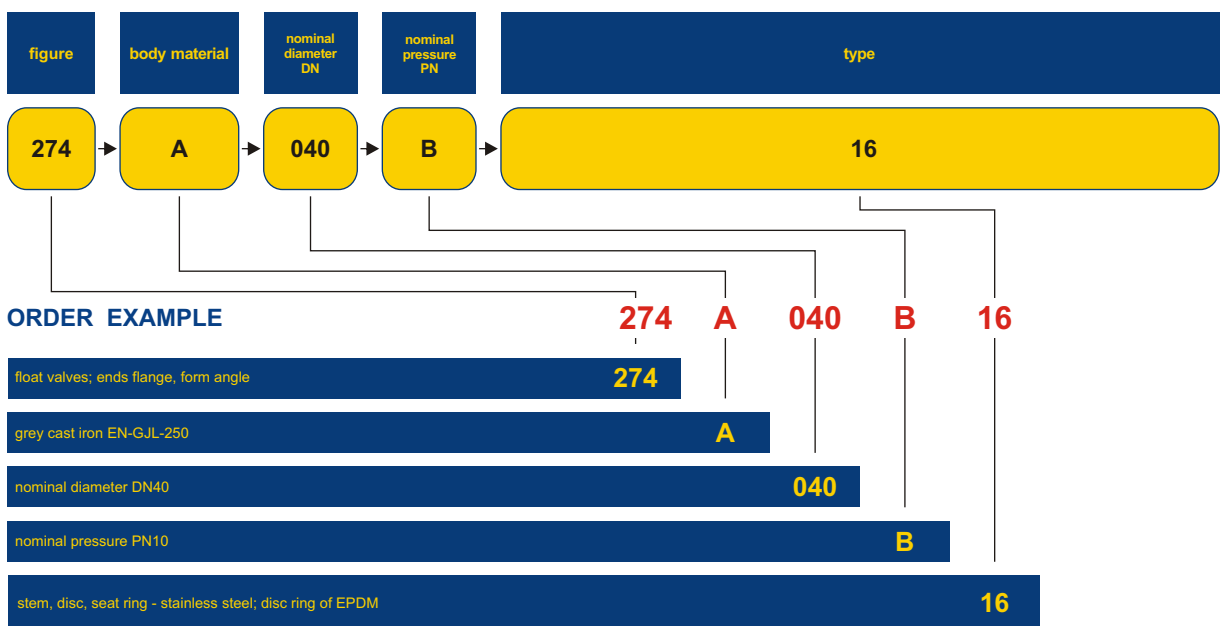 figure
body material
nominal
diameter
DN
nominal
pressure
PN
type
274
A
040
B
16
ORDER EXAMPLE
274 A 040 B 16
float valves; ends flange, form angle 274
grey cast iron EN-GJL-250 A
nominal diameter DN40 040
nominal pressure PN10 B
stem, disc, seat ring - stainless steel; disc ring of EPDM 16